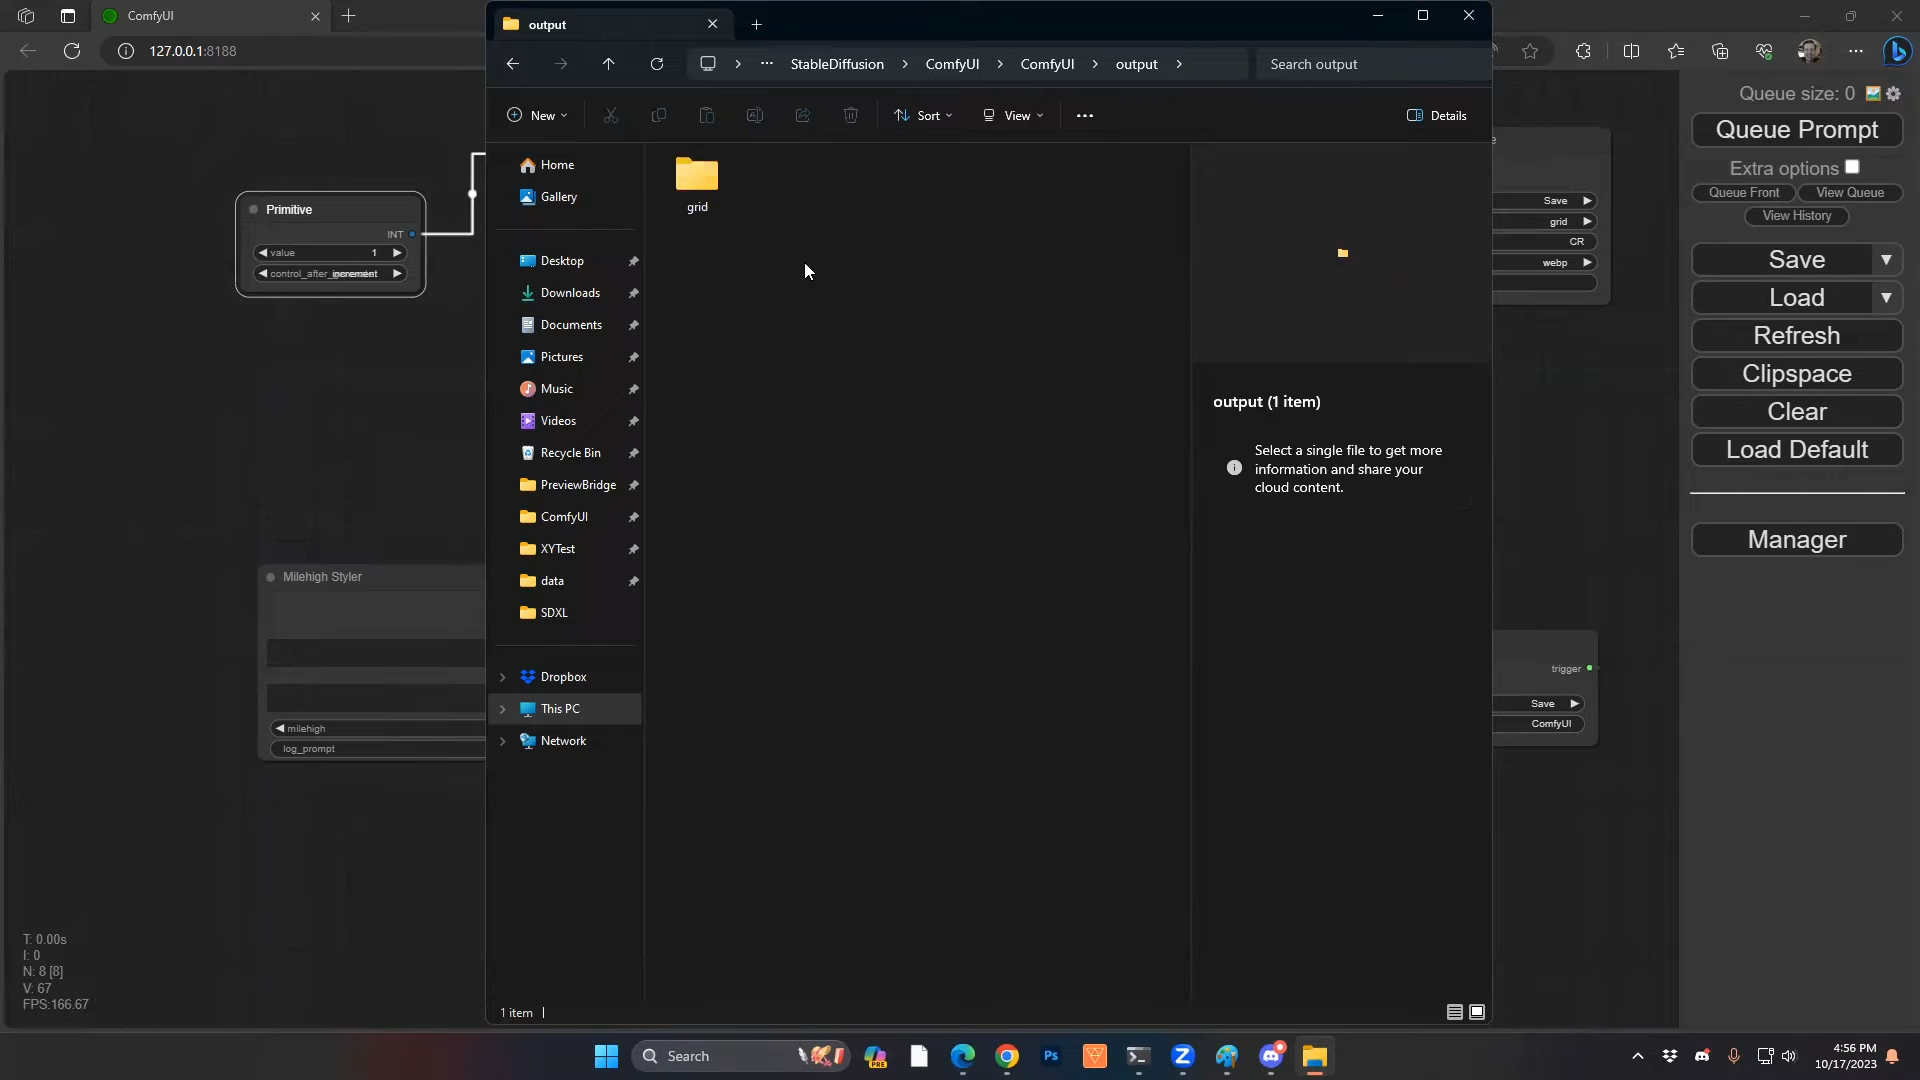 ComfyUI
127.0.0.1:8188
output
StableDiffusion
ComfyUI
ComfyUI
output
Search output
New
Sort
View
Details
Home
Gallery
Desktop
Downloads
Documents
Pictures
Music
Videos
Recycle Bin
PreviewBridge
ComfyUI
XYTest
data
SDXL
Dropbox
This PC
Network
grid
output (1 item)
Select a single file to get more
information and share your
cloud content.
1 item
Primitive
INT
value 1
Milehigh Styler
milehigh
log_prompt
T: 0.00s
I: 0
N: 8 [8]
V: 67
FPS:166.67
Save
grid
CR
webp
trigger
Save
ComfyUI
Queue size: 0
Queue Prompt
Extra options
Queue Front
View Queue
View History
Save
Load
Refresh
Clipspace
Clear
Load Default
Manager
Search
PRE
Ps
4:56 PM
10/17/2023